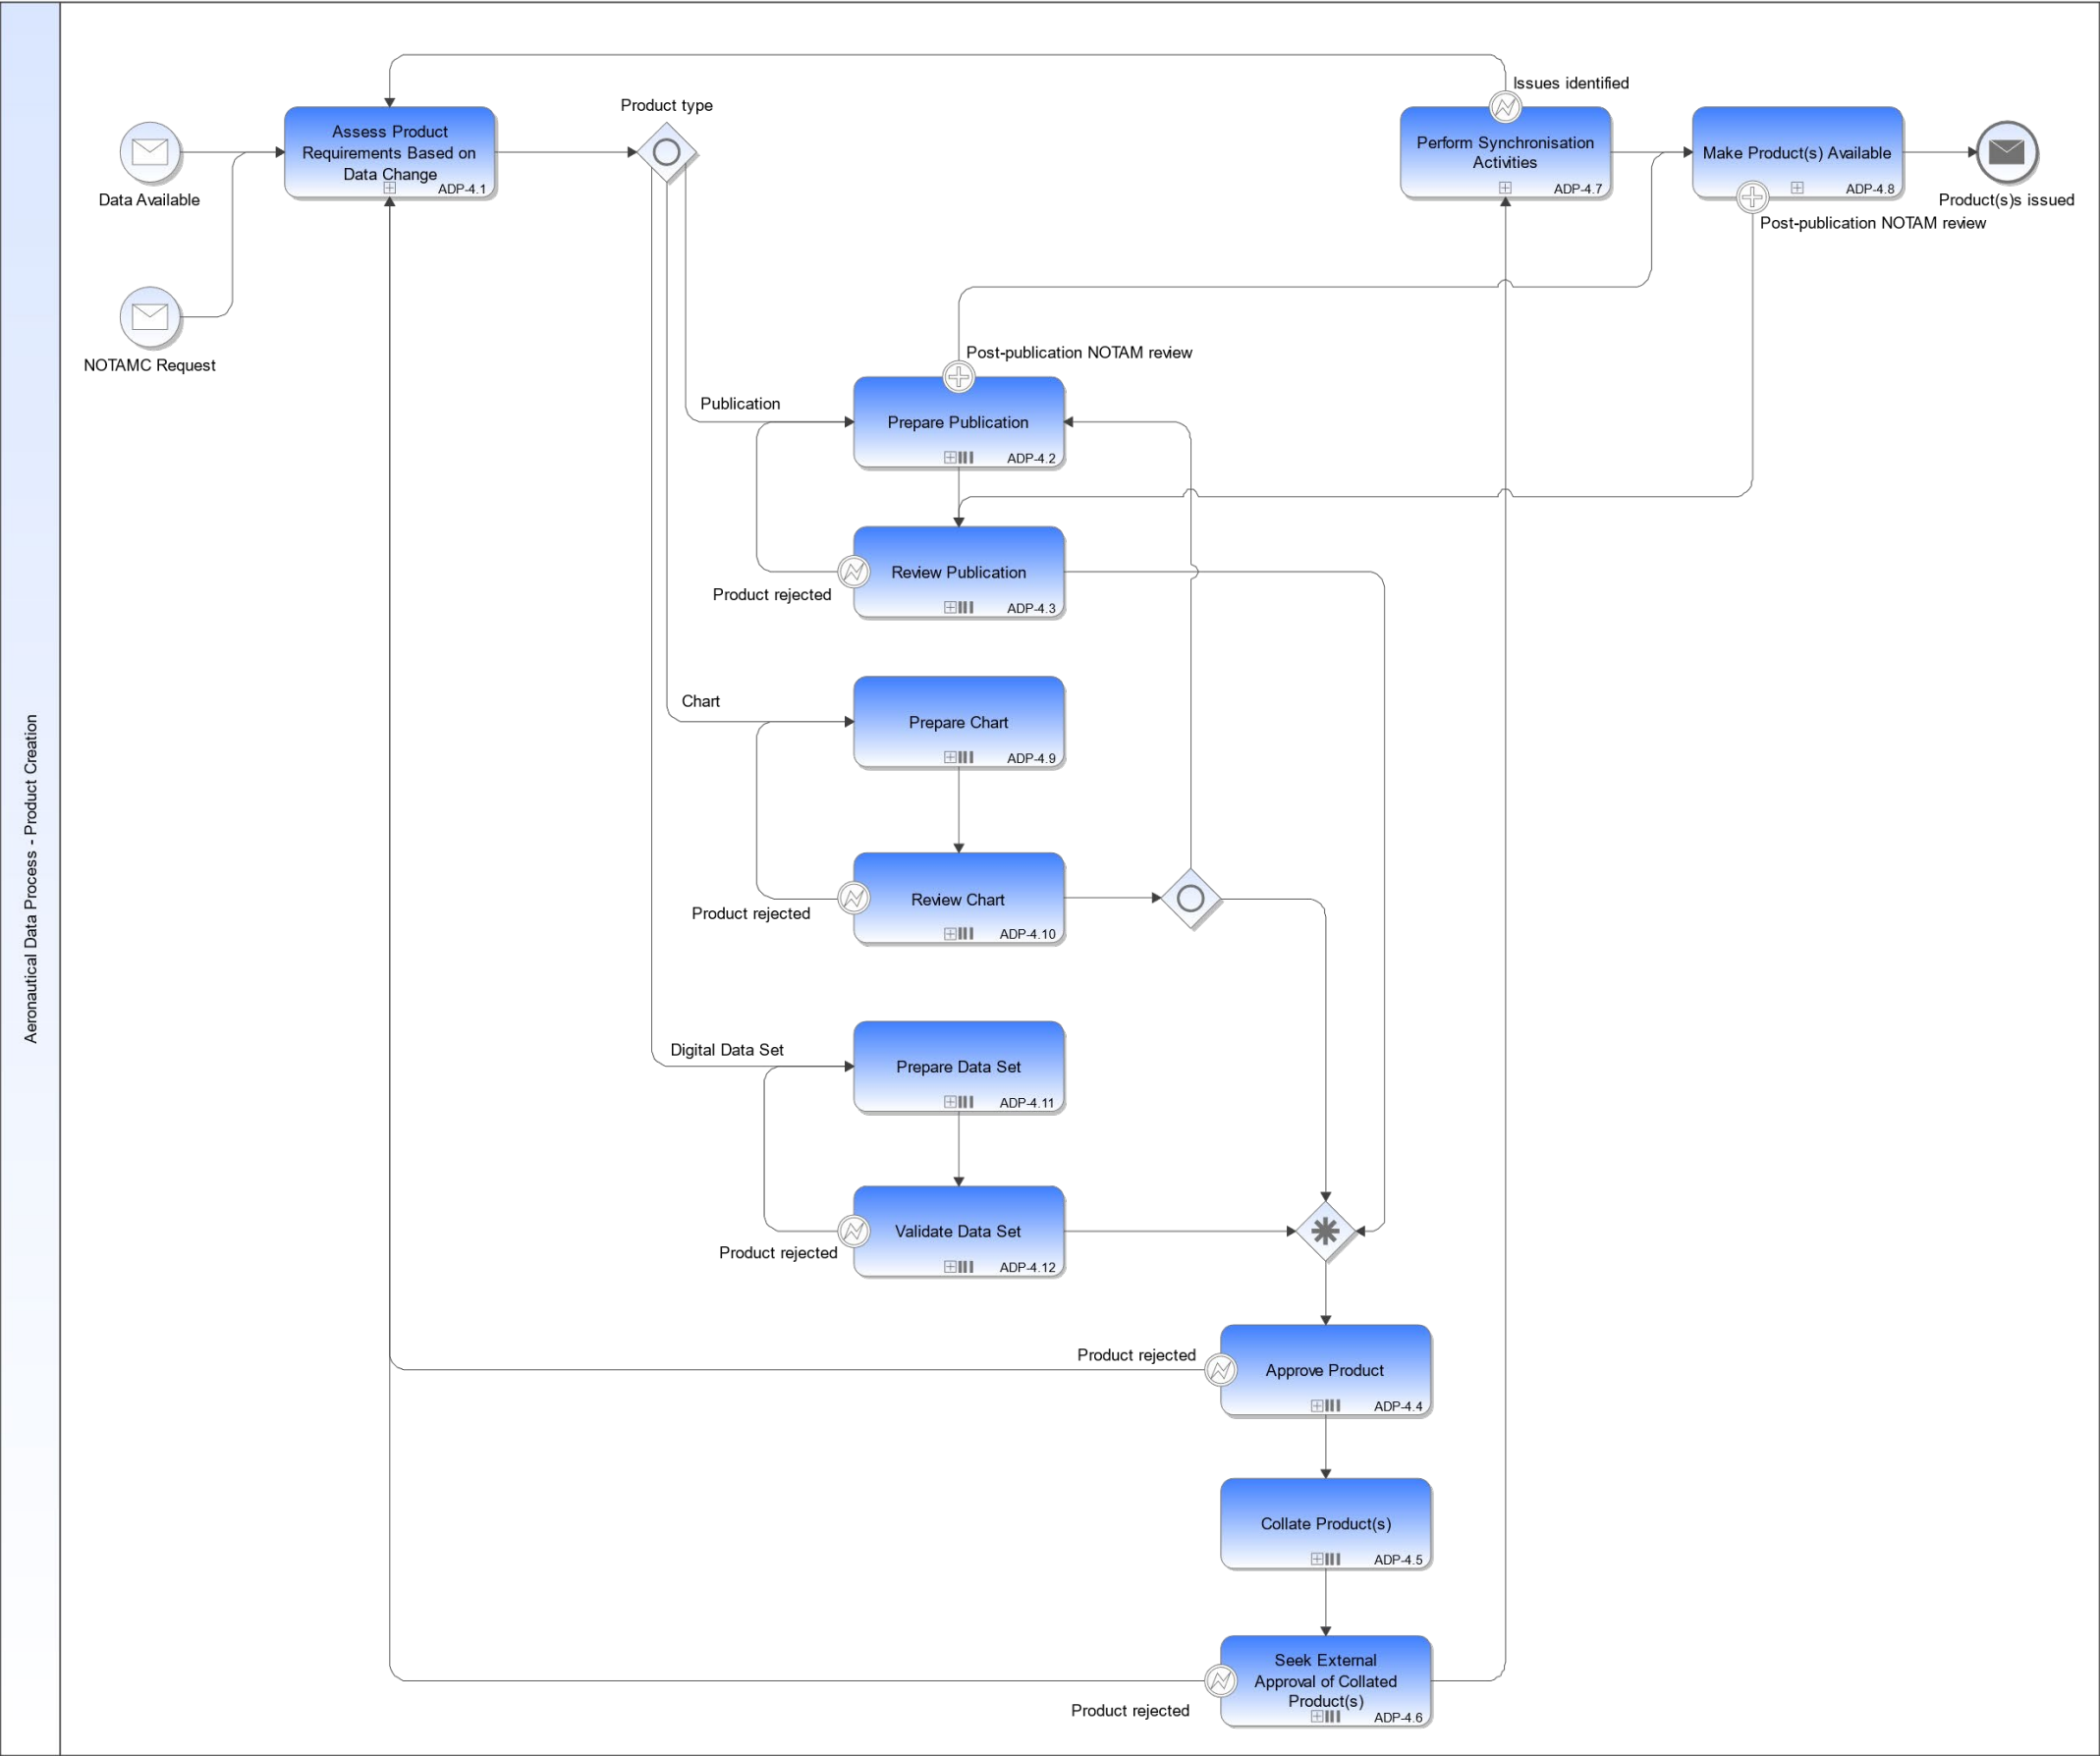 Aeronautical Data Process - Product Creation
Issues identified
Product type
Assess Product
Requirements Based on
Data Change
ADP-4.1
Perform Synchronisation
Activities
ADP-4.7
Make Product(s) Available
ADP-4.8
Data Available
Product(s)s issued
Post-publication NOTAM review
NOTAMC Request
Post-publication NOTAM review
Publication
Prepare Publication
ADP-4.2
Review Publication
ADP-4.3
Product rejected
Chart
Prepare Chart
ADP-4.9
Review Chart
ADP-4.10
Product rejected
Digital Data Set
Prepare Data Set
ADP-4.11
Validate Data Set
ADP-4.12
Product rejected
Product rejected
Approve Product
ADP-4.4
Collate Product(s)
ADP-4.5
Seek External
Approval of Collated
Product(s)
ADP-4.6
Product rejected